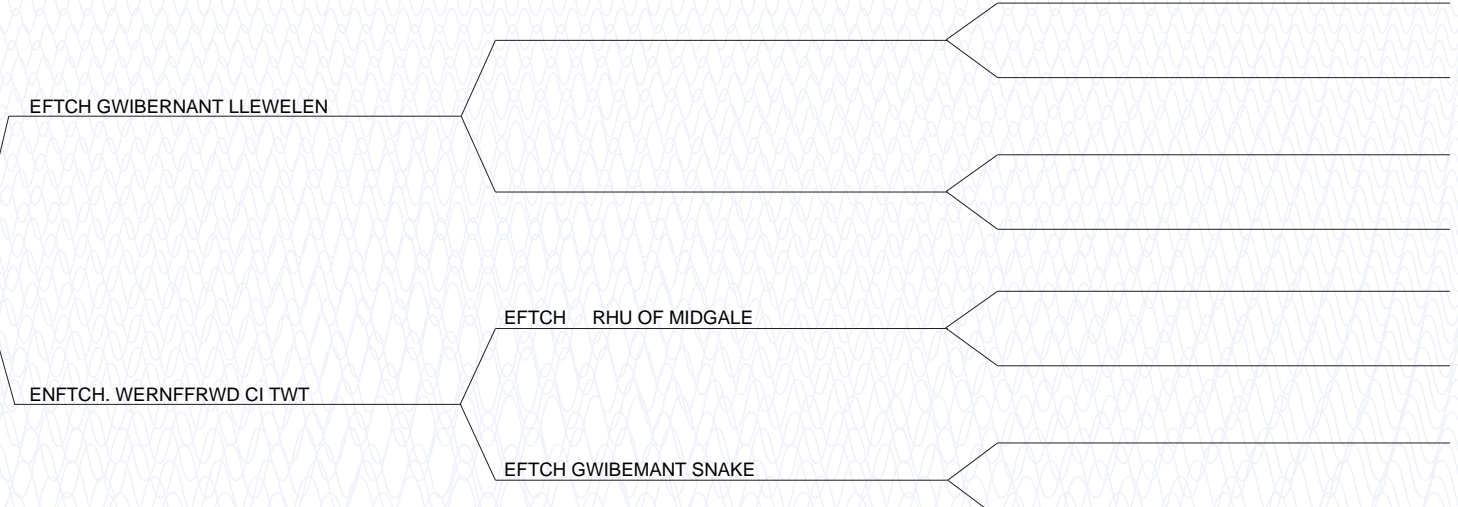 EFTCH GWIBERNANT LLEWELEN
EFTCH RHU OF MIDGALE
ENFTCH. WERNFFRWD CI TWT
EFTCH GWIBEMANT SNAKE